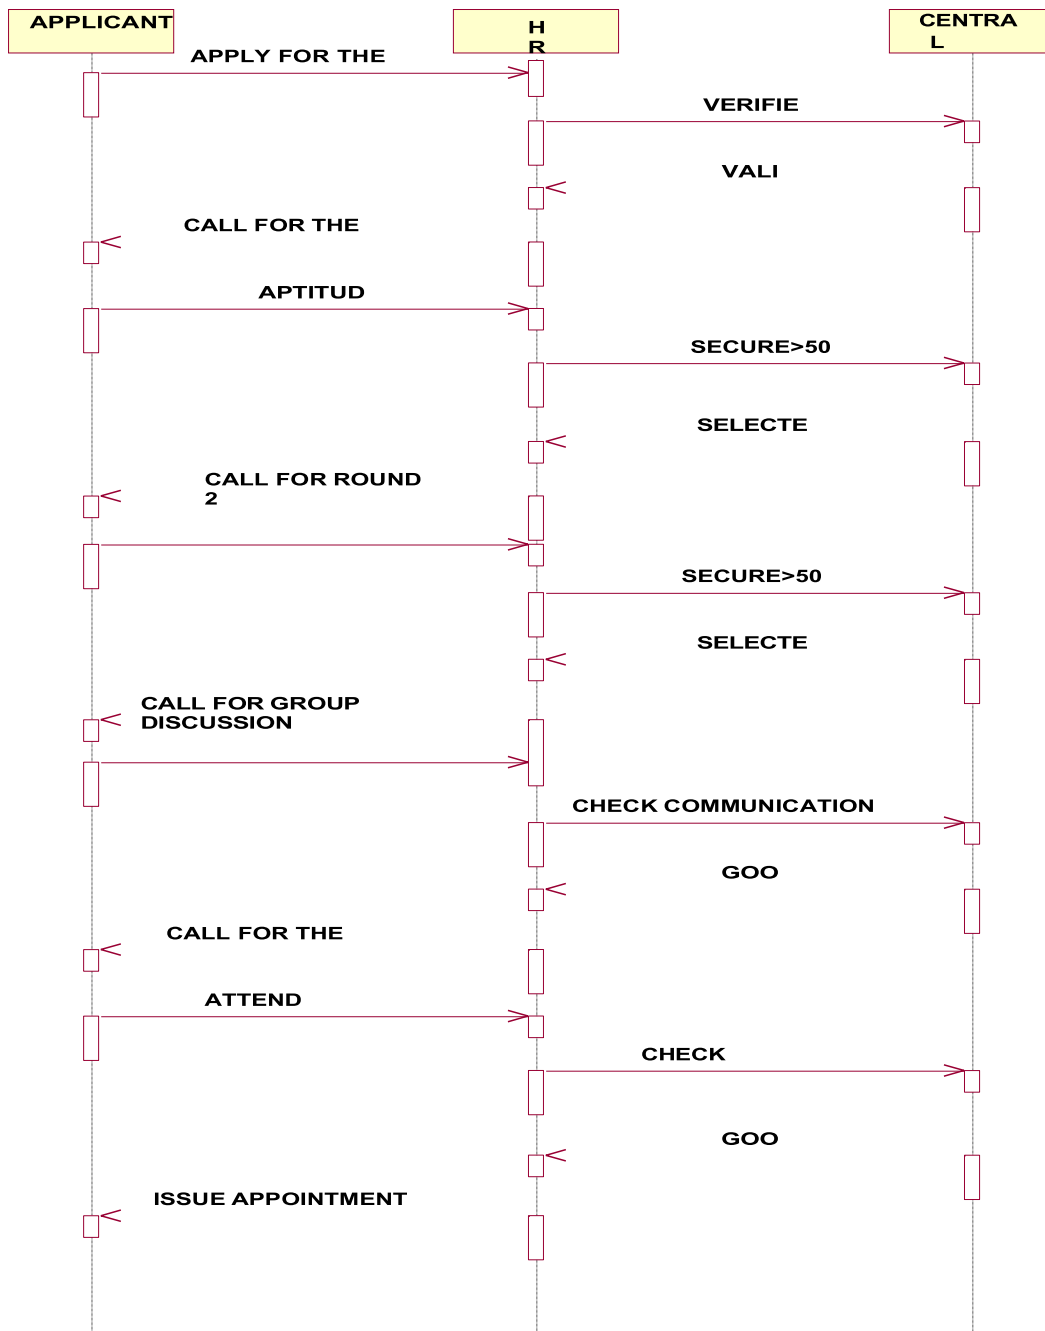 APPLICANT
H
R
CENTRA
L
APPLY FOR THE
VERIFIE
VALI
CALL FOR THE
APTITUD
SECURE>50
SELECTE
CALL FOR ROUND
2
SECURE>50
SELECTE
CALL FOR GROUP
DISCUSSION
CHECK COMMUNICATION
GOO
CALL FOR THE
ATTEND
CHECK
GOO
ISSUE APPOINTMENT